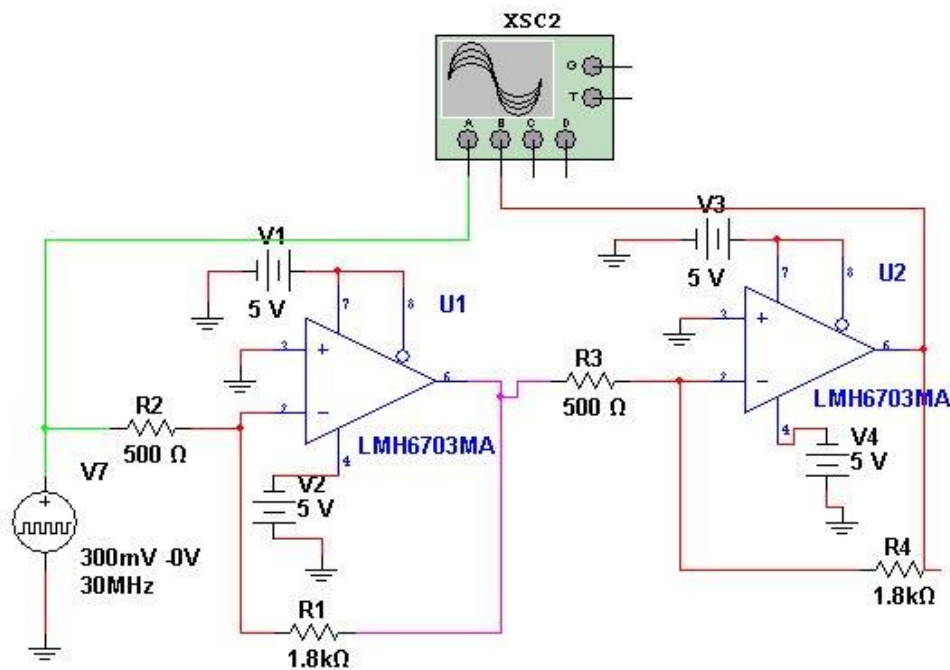 XSC2
G
T
A B C D
V1
5 V
7
8
U1
3
2
6
4
LMH6703MA
R2
500 Ω
V7
300mV -0V
30MHz
V2
5 V
R1
1.8kΩ
R3
500 Ω
V3
5 V
7
8
U2
3
2
6
4
LMH6703MA
V4
5 V
R4
1.8kΩ